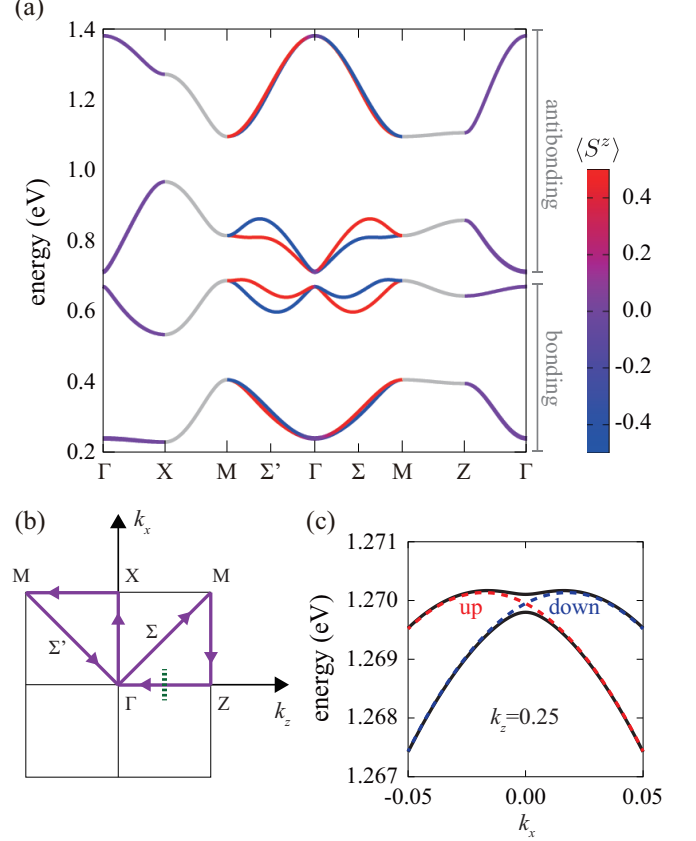 (a)
1.4
1.2
1.0
0.8
0.6
0.4
0.2
energy (eV)
Γ X M Σ' Γ Σ M Z Γ
antibonding
bonding
⟨S^z⟩
0.4
0.2
0.0
-0.2
-0.4
(b)
k_x
M X M
Σ' Σ
Γ Z
k_z
(c)
1.271
1.270
1.269
1.268
1.267
energy (eV)
up down
k_z=0.25
-0.05 0.00 0.05
k_x